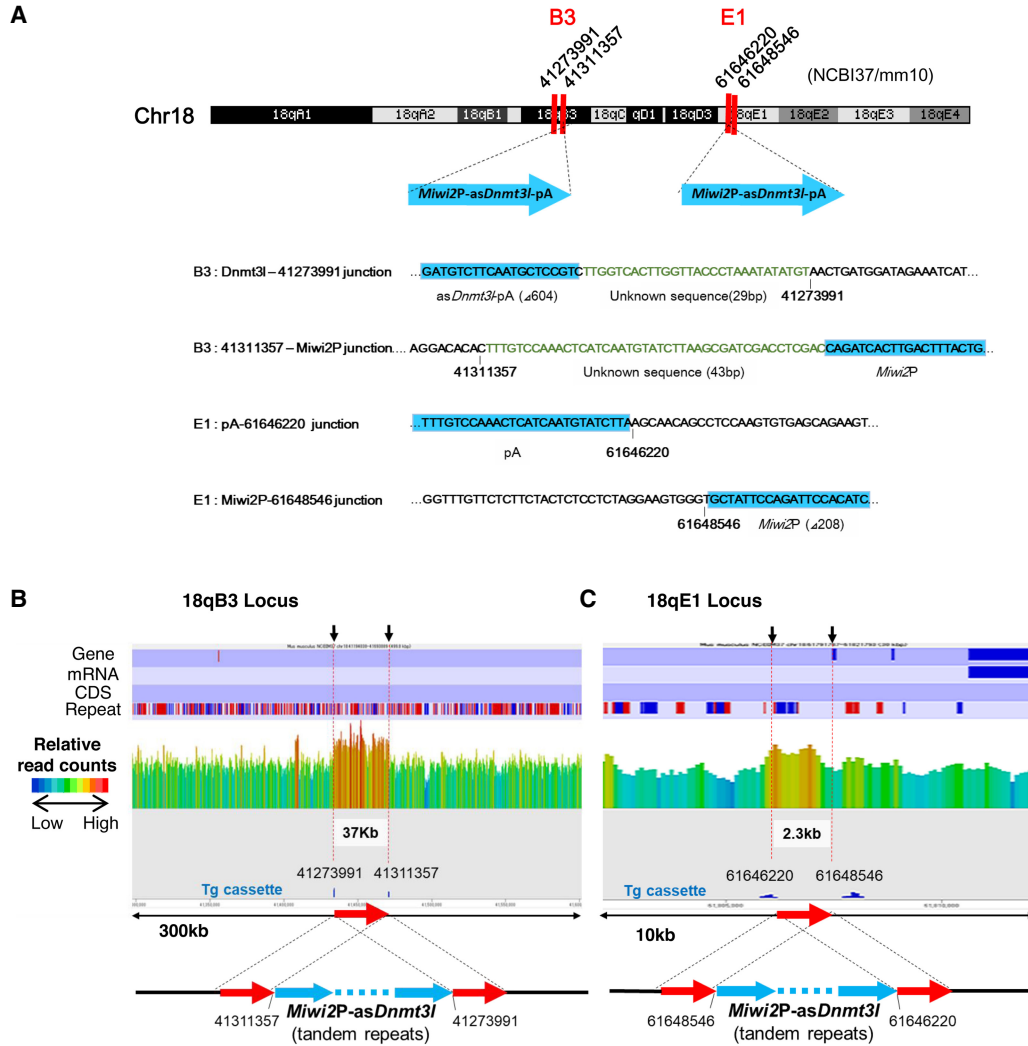 A
B3
E1
41273991
41311357
61646220
61648546
(NCBI37/mm10)
Chr18
18qA1 18qA2 18qB1 18qB3 18qC qD1 18qD3 18qE1 18qE2 18qE3 18qE4
Miwi2P-asDnmt3l-pA
Miwi2P-asDnmt3l-pA
B3 : Dnmt3l – 41273991 junction
...GATGTCTTCAATGCTCCGTCTTGGTCACTTGGTTACCCTAAATATATGTAACTGATGGATAGAAATCAT...
asDnmt3l-pA (⊿604) Unknown sequence(29bp) 41273991
B3 : 41311357 – Miwi2P junction
.... AGGACACACTTTGTCCAAACTCATCAATGTATCTTAAGCGATCGACCTCGACCAGATCACTTGACTTTACTG...
41311357 Unknown sequence (43bp) Miwi2P
E1 : pA-61646220 junction
...TTTGTCCAAACTCATCAATGTATCTTAAGCAACAGCCTCCAAGTGTGAGCAGAAGT...
pA 61646220
E1 : Miwi2P-61648546 junction
...GGTTTGTTCTCTTCTACTCTCCTCTAGGAAGTGGGTGCTATTCCAGATTCCACATC...
61648546 Miwi2P (⊿208)
B
18qB3 Locus
Gene
mRNA
CDS
Repeat
Relative
read counts
Low High
37Kb
41273991 41311357
Tg cassette
300kb
41311357 41273991
Miwi2P-asDnmt3l
(tandem repeats)
C
18qE1 Locus
2.3kb
61646220 61648546
Tg cassette
10kb
61648546 61646220
Miwi2P-asDnmt3l
(tandem repeats)